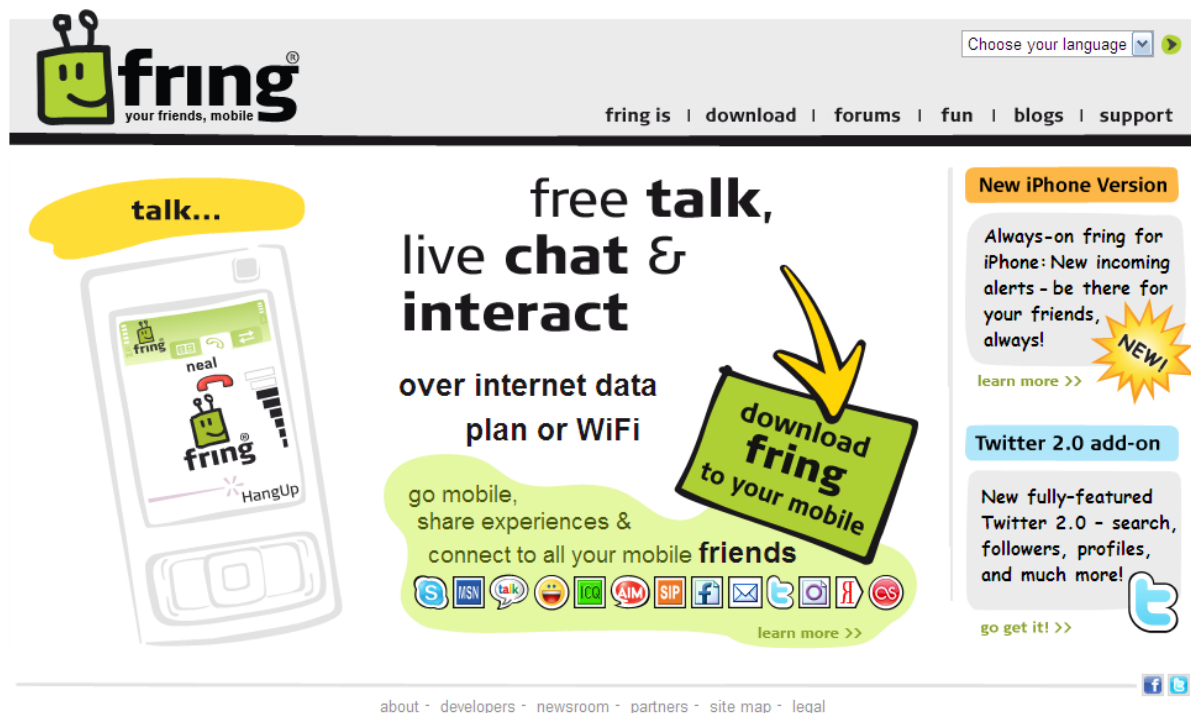 fring®
your friends, mobile
Choose your language
fring is | download | forums | fun | blogs | support
talk...
fring
neal
fring®
HangUp
free talk,
live chat &
interact
over internet data
plan or WiFi
download
fring
to your mobile
go mobile,
share experiences &
connect to all your mobile friends
S MSN talk ICQ AIM SIP f t Я as
learn more >>
New iPhone Version
Always-on fring for
iPhone: New incoming
alerts - be there for
your friends,
always!
NEW!
learn more >>
Twitter 2.0 add-on
New fully-featured
Twitter 2.0 - search,
followers, profiles,
and much more!
t
go get it! >>
f t
about - developers - newsroom - partners - site map - legal